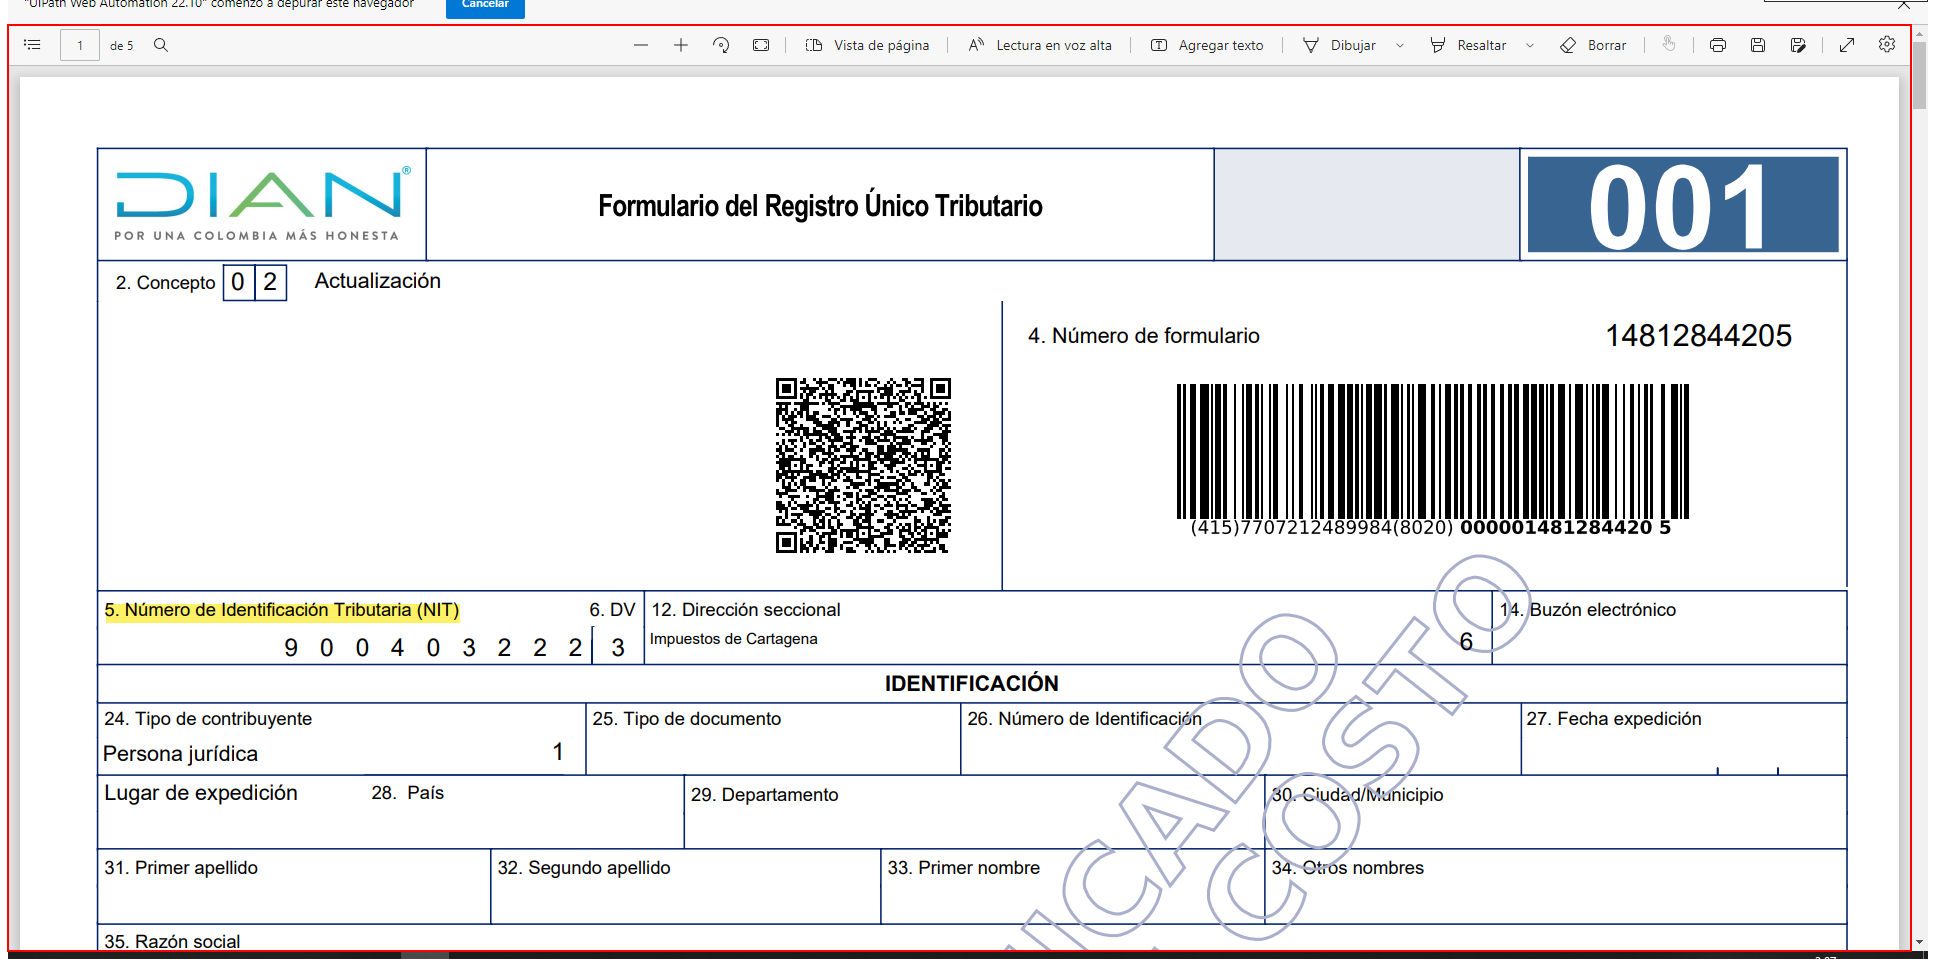 "UiPath Web Automation 22.10" comenzó a depurar este navegador
Cancelar
1 de 5
Vista de página
Lectura en voz alta
Agregar texto
Dibujar
Resaltar
Borrar
DIAN®
POR UNA COLOMBIA MÁS HONESTA
Formulario del Registro Único Tributario
001
2. Concepto 0 2 Actualización
4. Número de formulario 14812844205
(415)7707212489984(8020) 000001481284420 5
5. Número de Identificación Tributaria (NIT) 6. DV 12. Dirección seccional 14. Buzón electrónico
9 0 0 4 0 3 2 2 2 3 Impuestos de Cartagena 6
IDENTIFICACIÓN
24. Tipo de contribuyente 25. Tipo de documento 26. Número de Identificación 27. Fecha expedición
Persona jurídica 1
Lugar de expedición 28. País 29. Departamento 30. Ciudad/Municipio
31. Primer apellido 32. Segundo apellido 33. Primer nombre 34. Otros nombres
35. Razón social
ICADO
COSTO